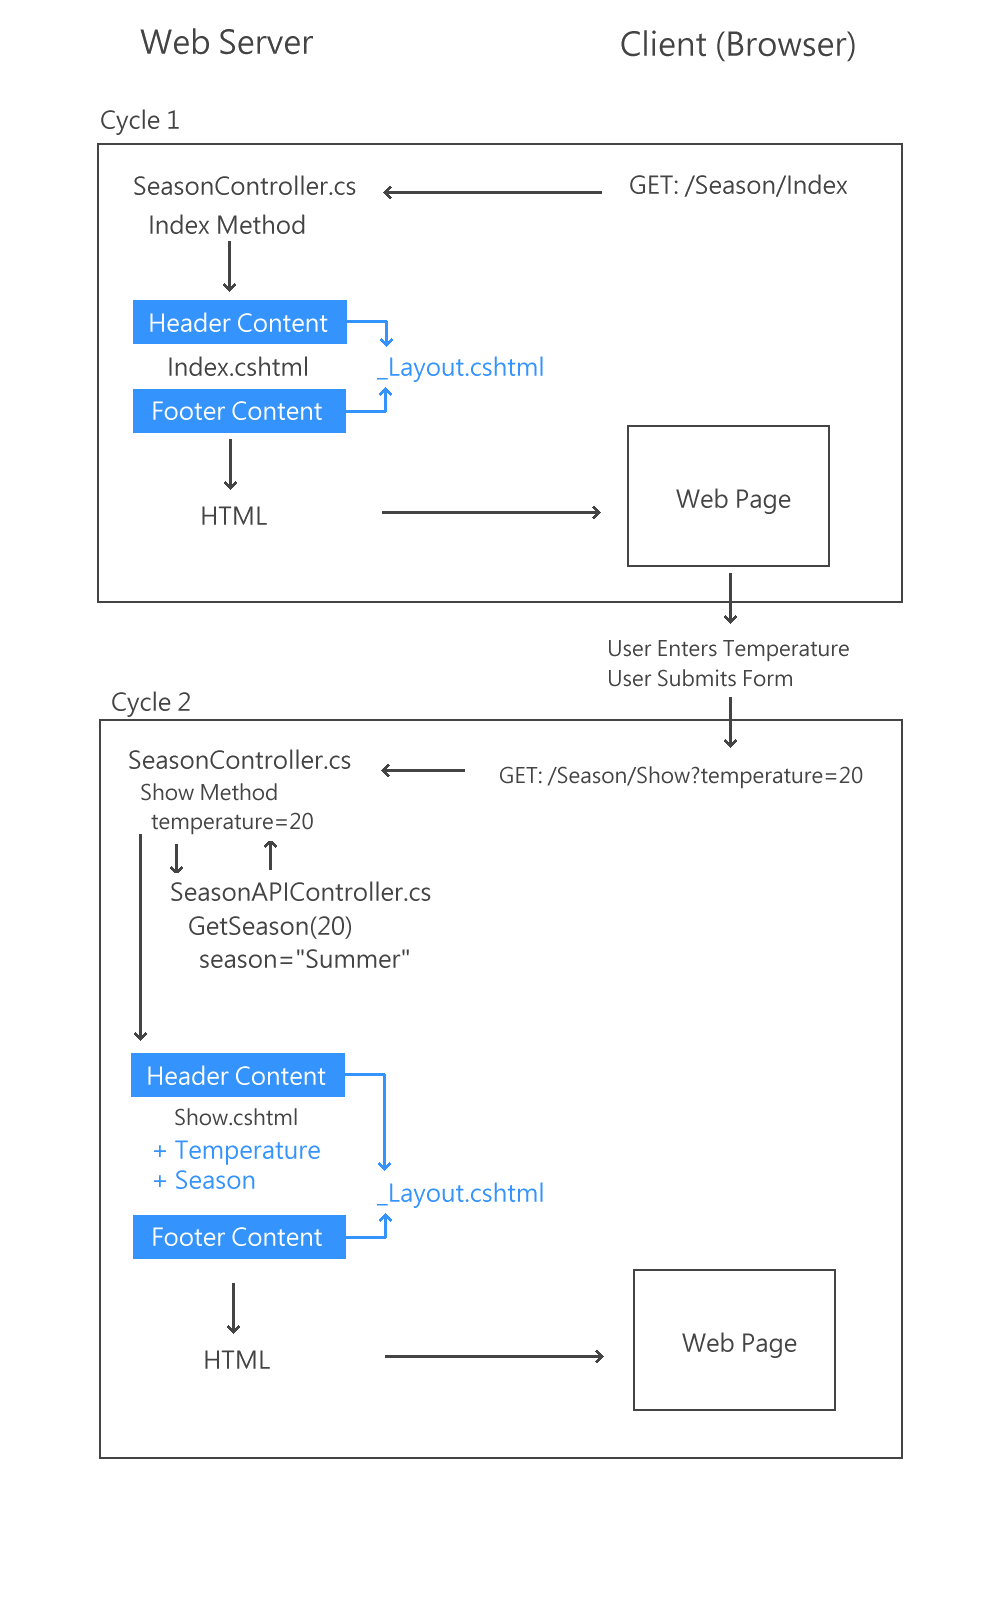 Web Server
Client (Browser)
Cycle 1
SeasonController.cs
GET: /Season/Index
Index Method
Header Content
Index.cshtml
_Layout.cshtml
Footer Content
Web Page
HTML
User Enters Temperature
User Submits Form
Cycle 2
SeasonController.cs
GET: /Season/Show?temperature=20
Show Method
temperature=20
SeasonAPIController.cs
GetSeason(20)
season="Summer"
Header Content
Show.cshtml
+ Temperature
+ Season
_Layout.cshtml
Footer Content
Web Page
HTML